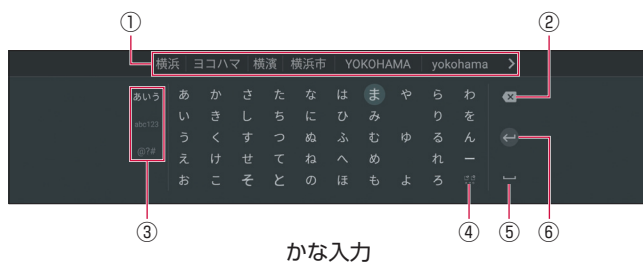 ① ②
横浜 ヨコハマ 横濱 横浜市 YOKOHAMA yokohama >
あいう あ か さ た な は ま や ら わ
い き し ち に ひ み り を
abc123 う く す つ ぬ ふ む ゆ る ん
@?# え け せ て ね へ め れ ー
お こ そ と の ほ も よ ろ
③ ④ ⑤ ⑥
かな入力